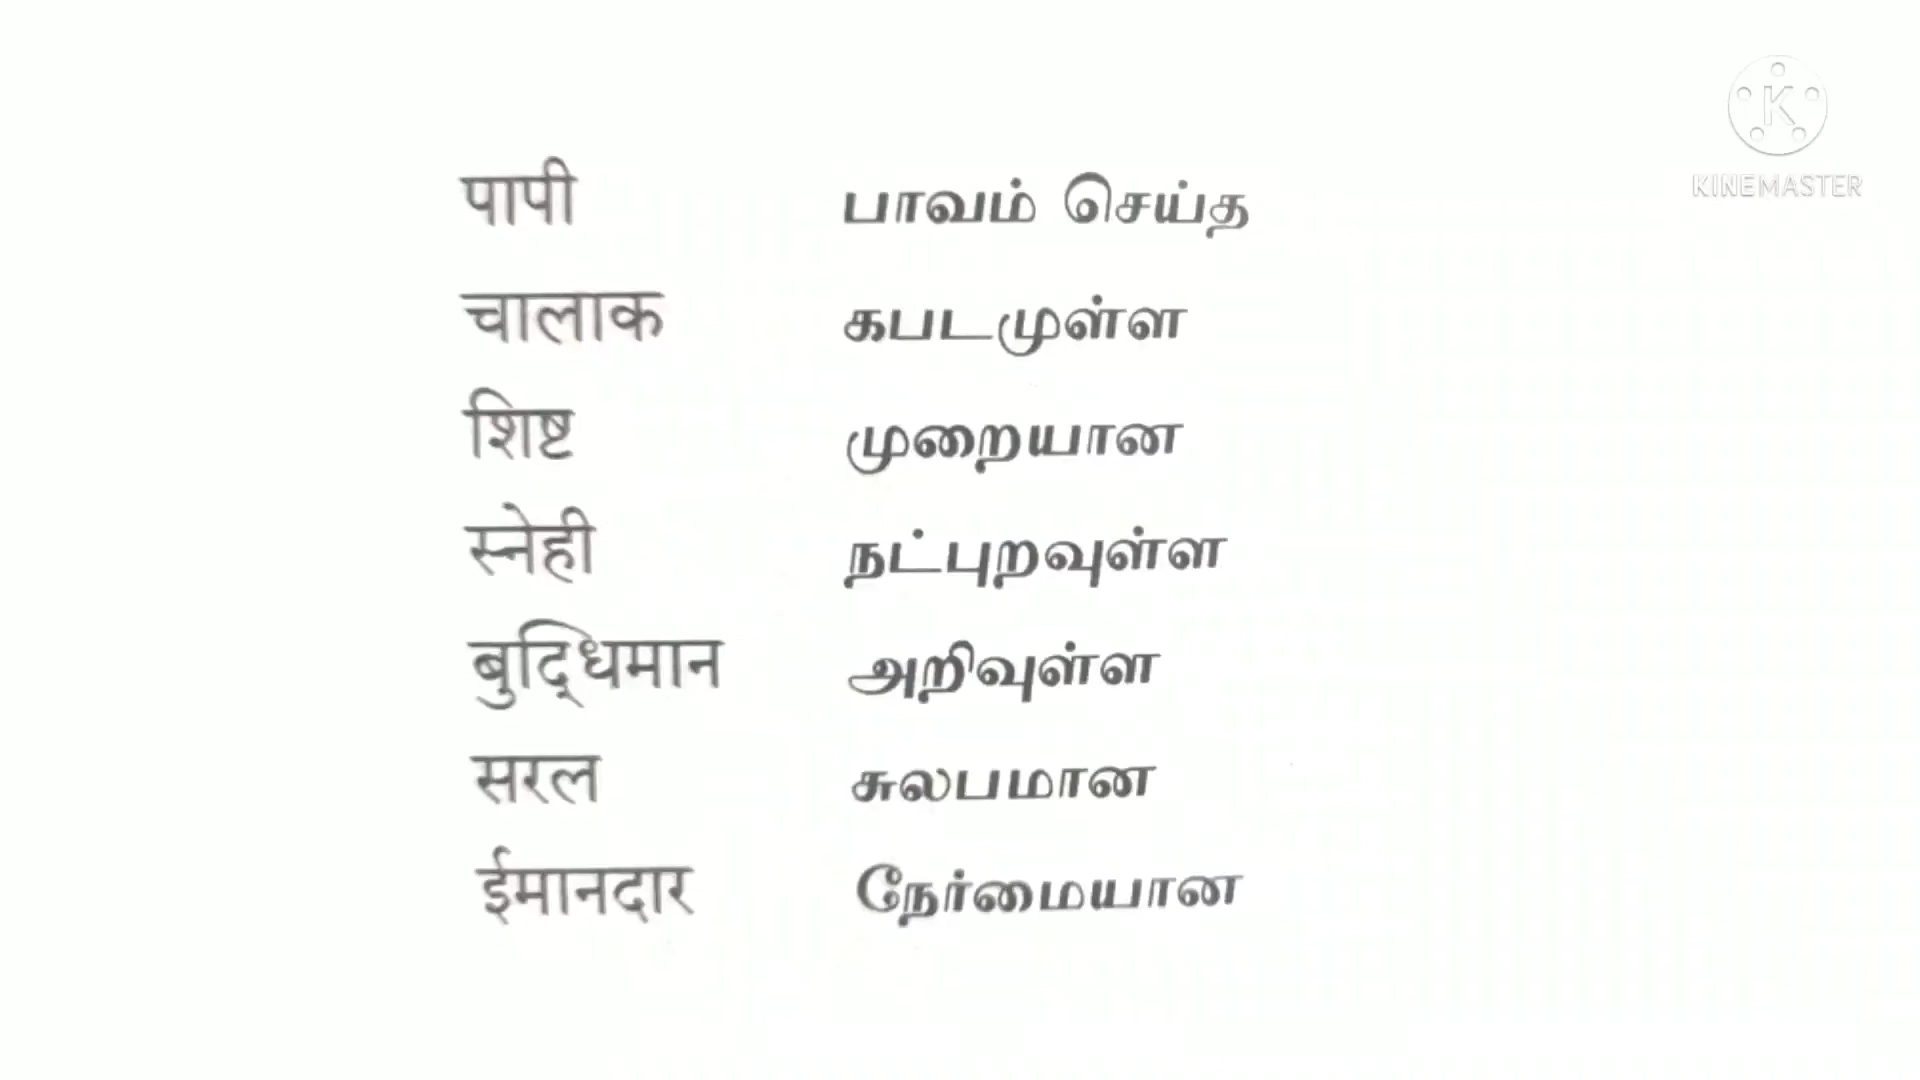 KINEMASTER
पापी பாவம் செய்த
चालाक கபடமுள்ள
शिष्ट முறையான
स्नेही நட்புறவுள்ள
बुद्‌धिमान அறிவுள்ள
सरल சுலபமான
ईमानदार நேர்மையான